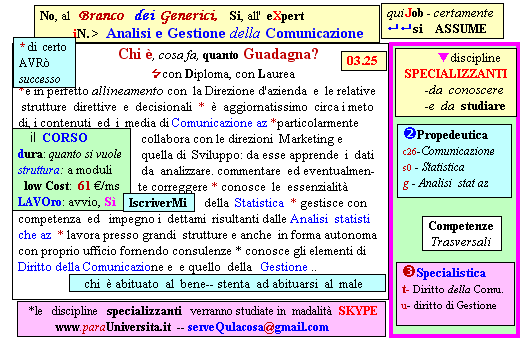 No, al Branco dei Generici, Si, all' eXpert
iN. > Analisi e Gestione della Comunicazione
quiJob - certamente
si ASSUME
* di certo
AVRò
successo
Chi è, cosa fa, quanto Guadagna?
con Diploma, con Laurea
03.25
*è in perfetto allineamento con la Direzione d'azienda e le relative
strutture direttive e decisionali * è aggiornatissimo circa i meto
di, i contenuti ed i media di Comunicazione az *particolarmente
collabora con le direzioni Marketing e
quella di Sviluppo: da esse apprende i dati
da analizzare. commentare ed eventualmen-
te correggere * conosce le essenzialità
della Statistica * gestisce con
competenza ed impegno i dettami risultanti dalle Analisi statisti
che az * lavora presso grandi strutture e anche in forma autonoma
con proprio ufficio fornendo consulenze * conosce gli elementi di
Diritto della Comunicazione e e quello della Gestione ..
il CORSO
dura: quanto si vuole
struttura: a moduli
low Cost: 61 €/ms
LAVOro: avvio, Sì
IscriverMi
chi è abituato al bene-- stenta ad abituarsi al male
*le discipline specializzanti verranno studiate in modalità SKYPE
www.paraUniversita.it -- serveQulacosa@gmail.com
discipline
SPECIALIZZANTI
-da conoscere
-e da studiare
2Propedeutica
c26-Comunicazione
s0 - Statistica
g - Analisi stat az
Competenze
Trasversali
3Specialistica
t- Diritto della Comu.
u- diritto di Gestione